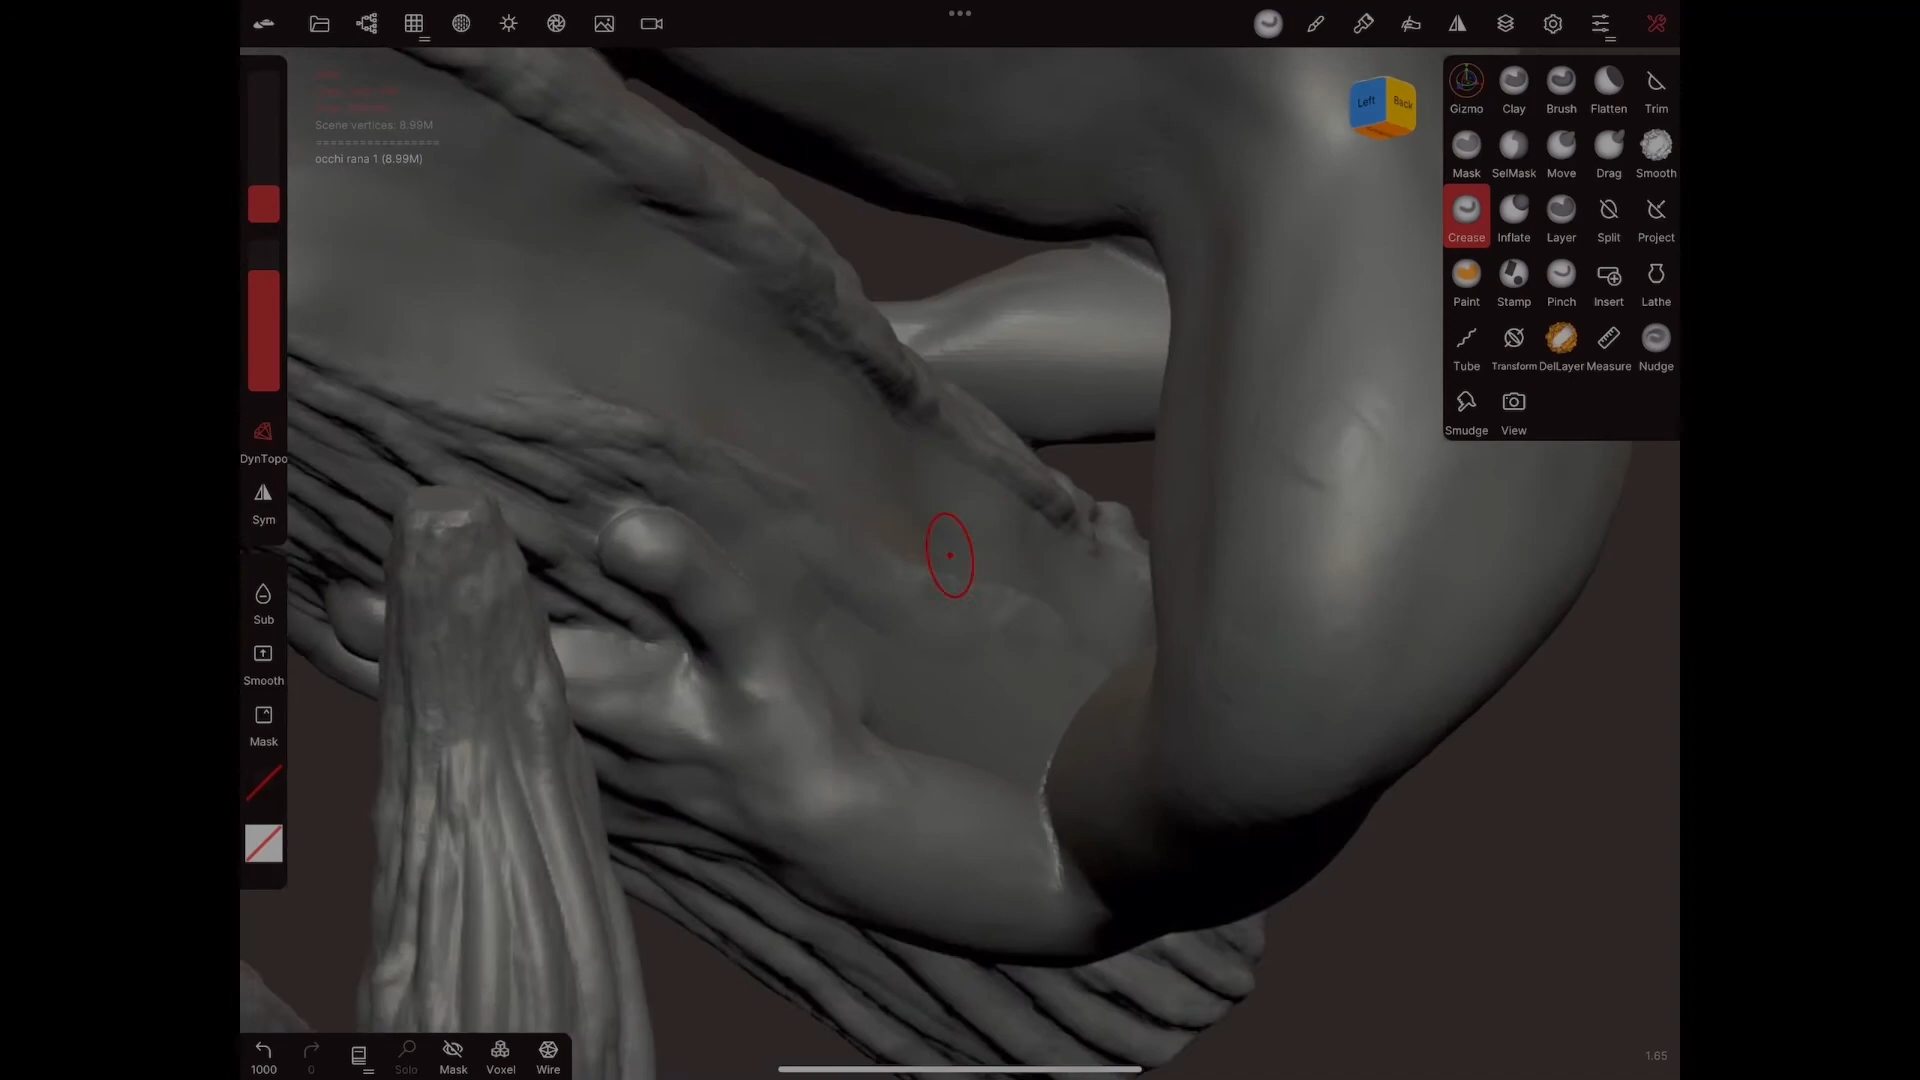 Scene vertices: 8.99M
=================
occhi rana 1 (8.99M)
Left
Back
Gizmo Clay Brush Flatten Trim
Mask SelMask Move Drag Smooth
Crease Inflate Layer Split Project
Paint Stamp Pinch Insert Lathe
Tube Transform DelLayer Measure Nudge
Smudge View
DynTopo
Sym
Sub
Smooth
Mask
1000 0 Solo Mask Voxel Wire
1.65